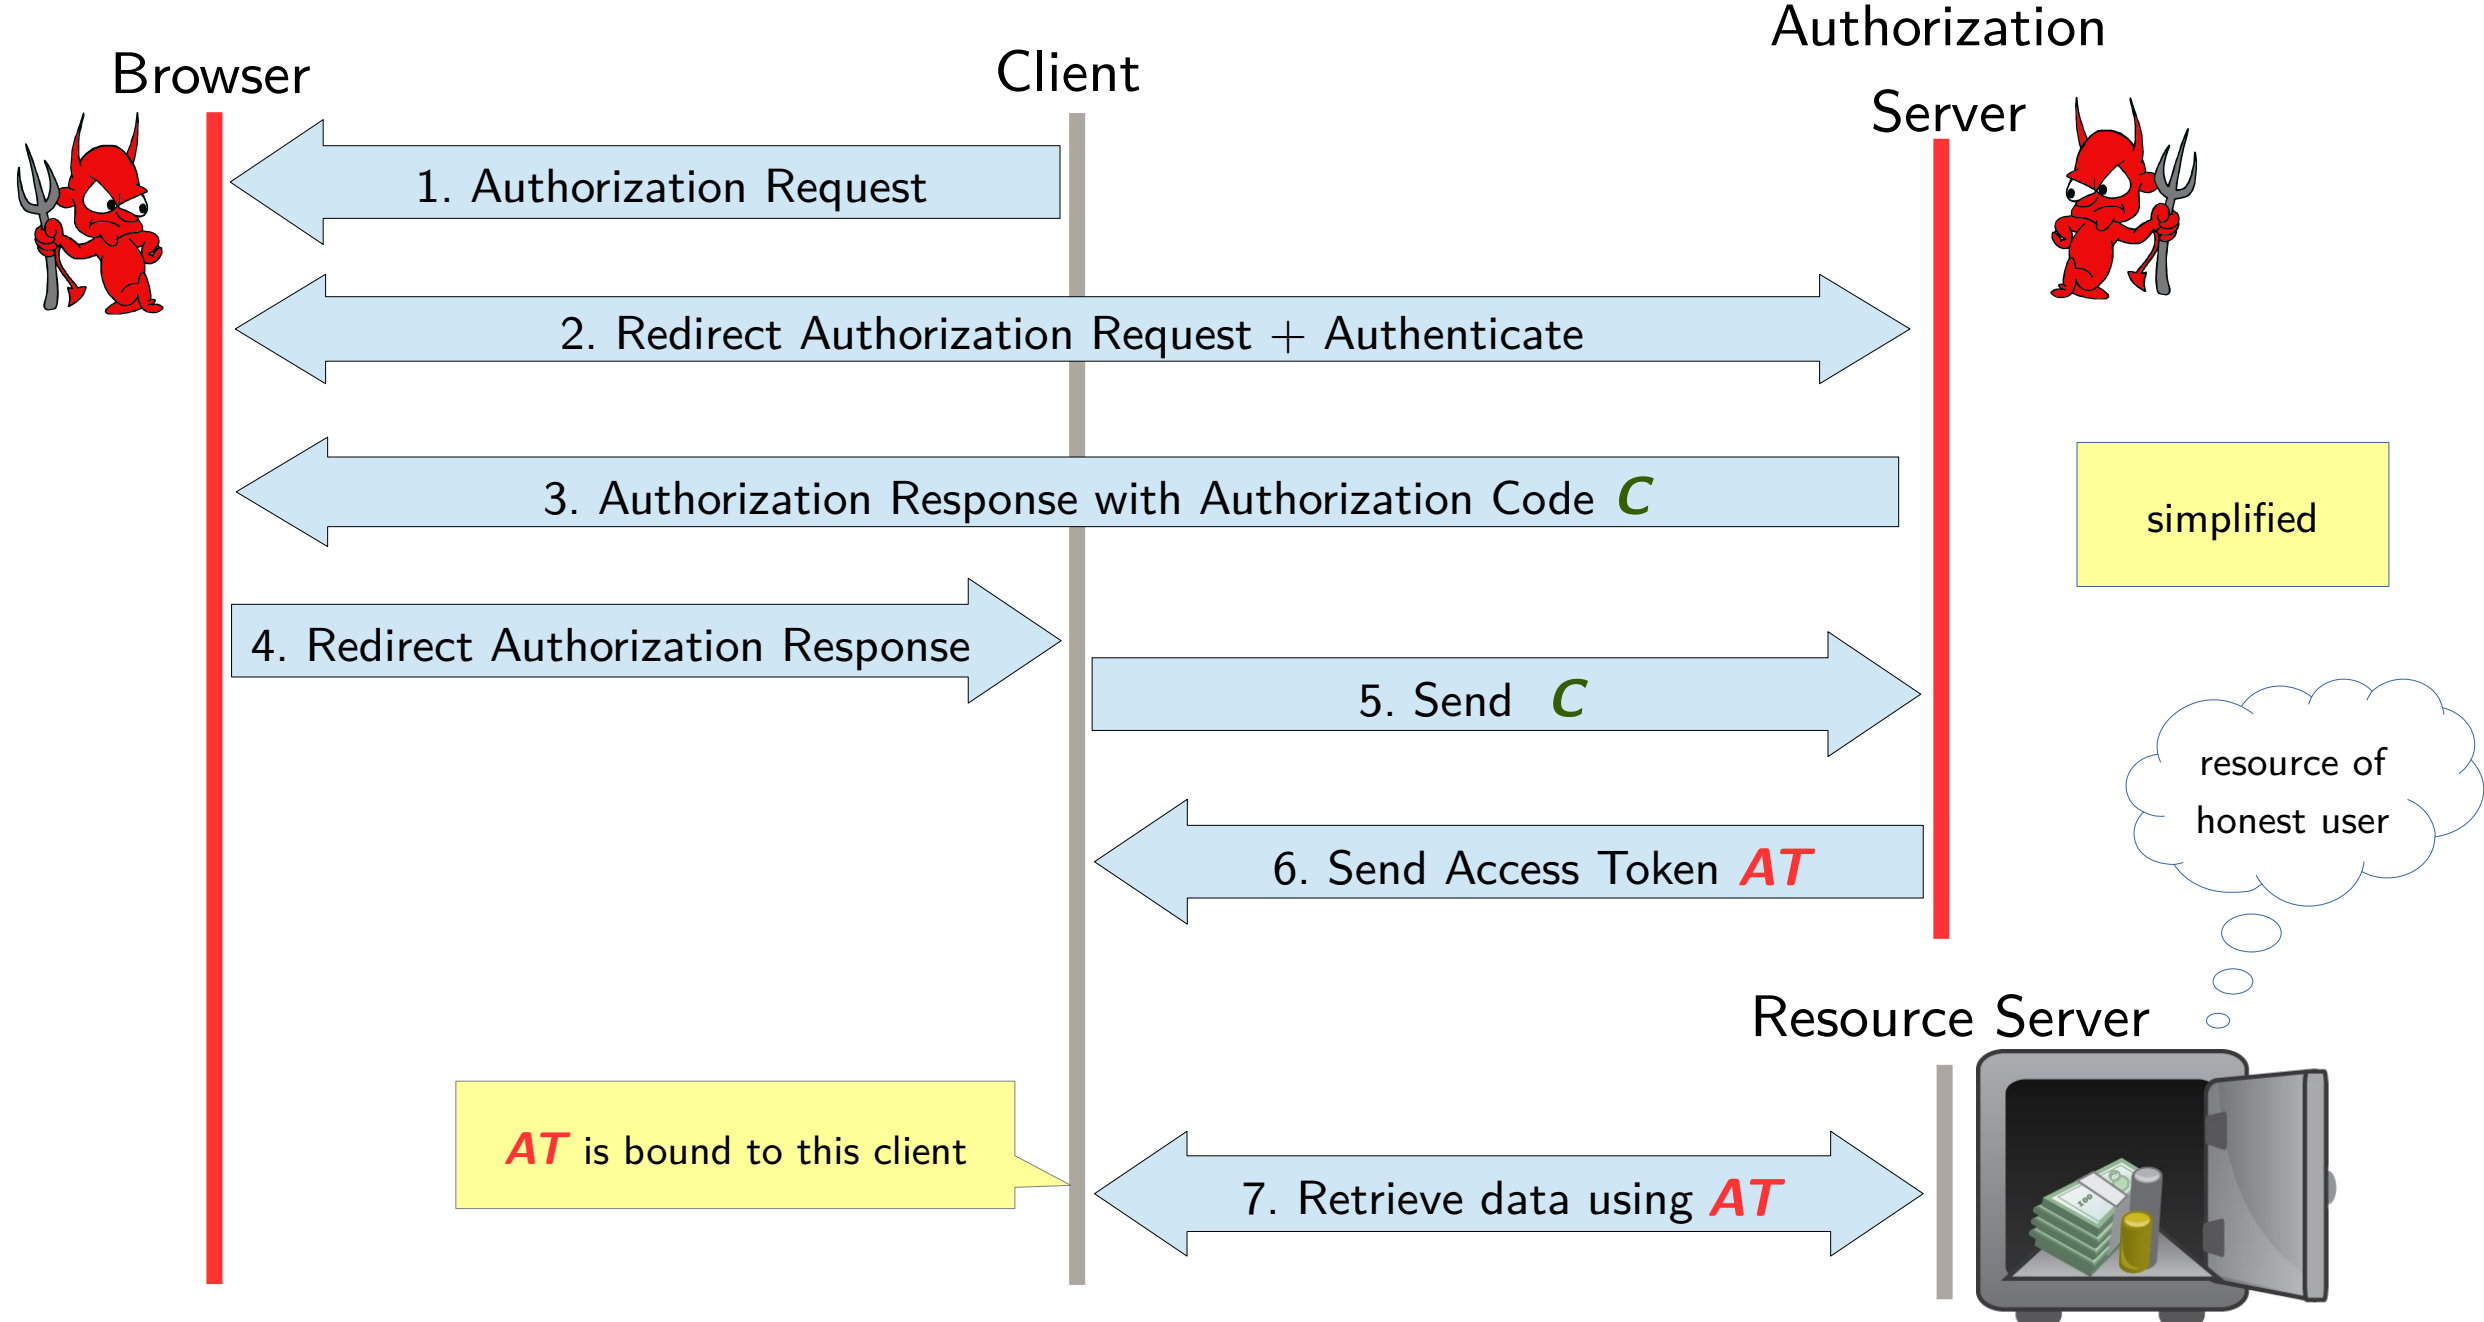 Browser
Client
Authorization
Server
1. Authorization Request
2. Redirect Authorization Request + Authenticate
3. Authorization Response with Authorization Code C
simplified
4. Redirect Authorization Response
5. Send C
resource of
honest user
6. Send Access Token AT
Resource Server
AT is bound to this client
7. Retrieve data using AT
100